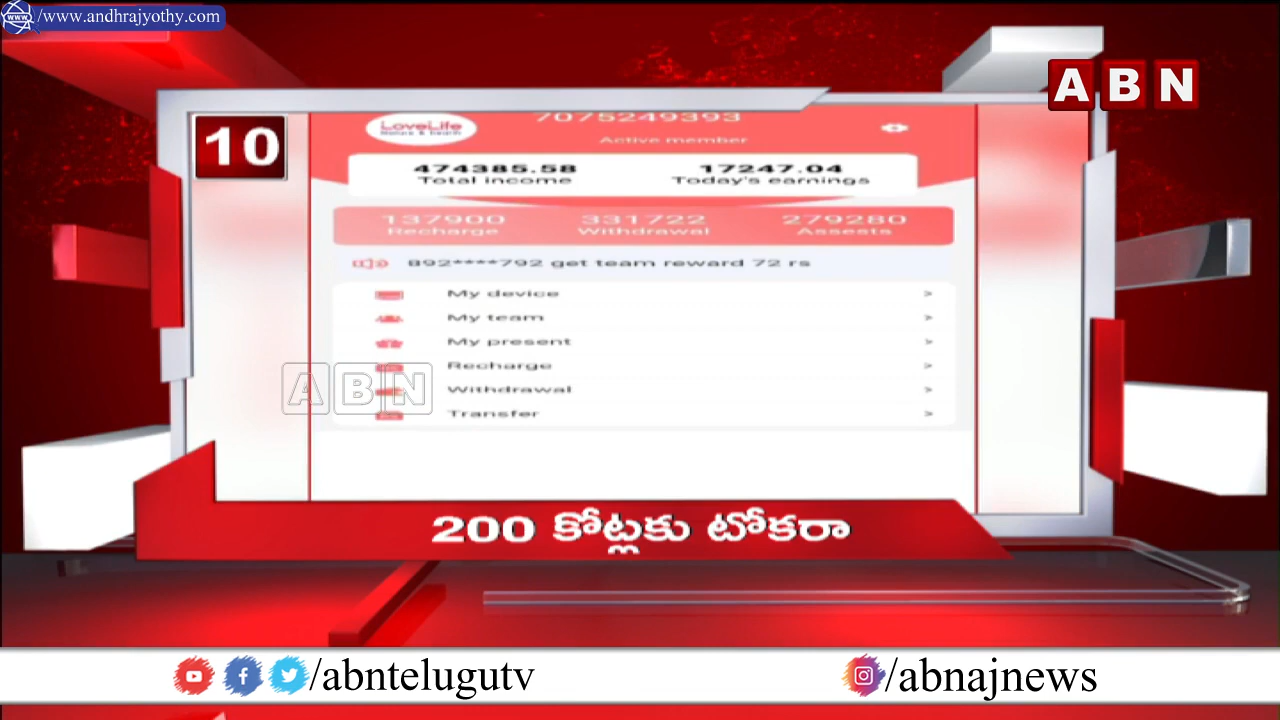 www.andhrajyothy.com
ABN
10
LoveLife
7075249393
Active member
474385.58 17247.04
Total income Today's earnings
137900 331722 279280
Recharge Withdrawal Assests
892****792 get team reward 72 rs
My device >
My team >
My present >
Recharge >
Withdrawal >
Transfer >
ABN
200 కోట్లకు టోకరా
/abntelugutv /abnajnews